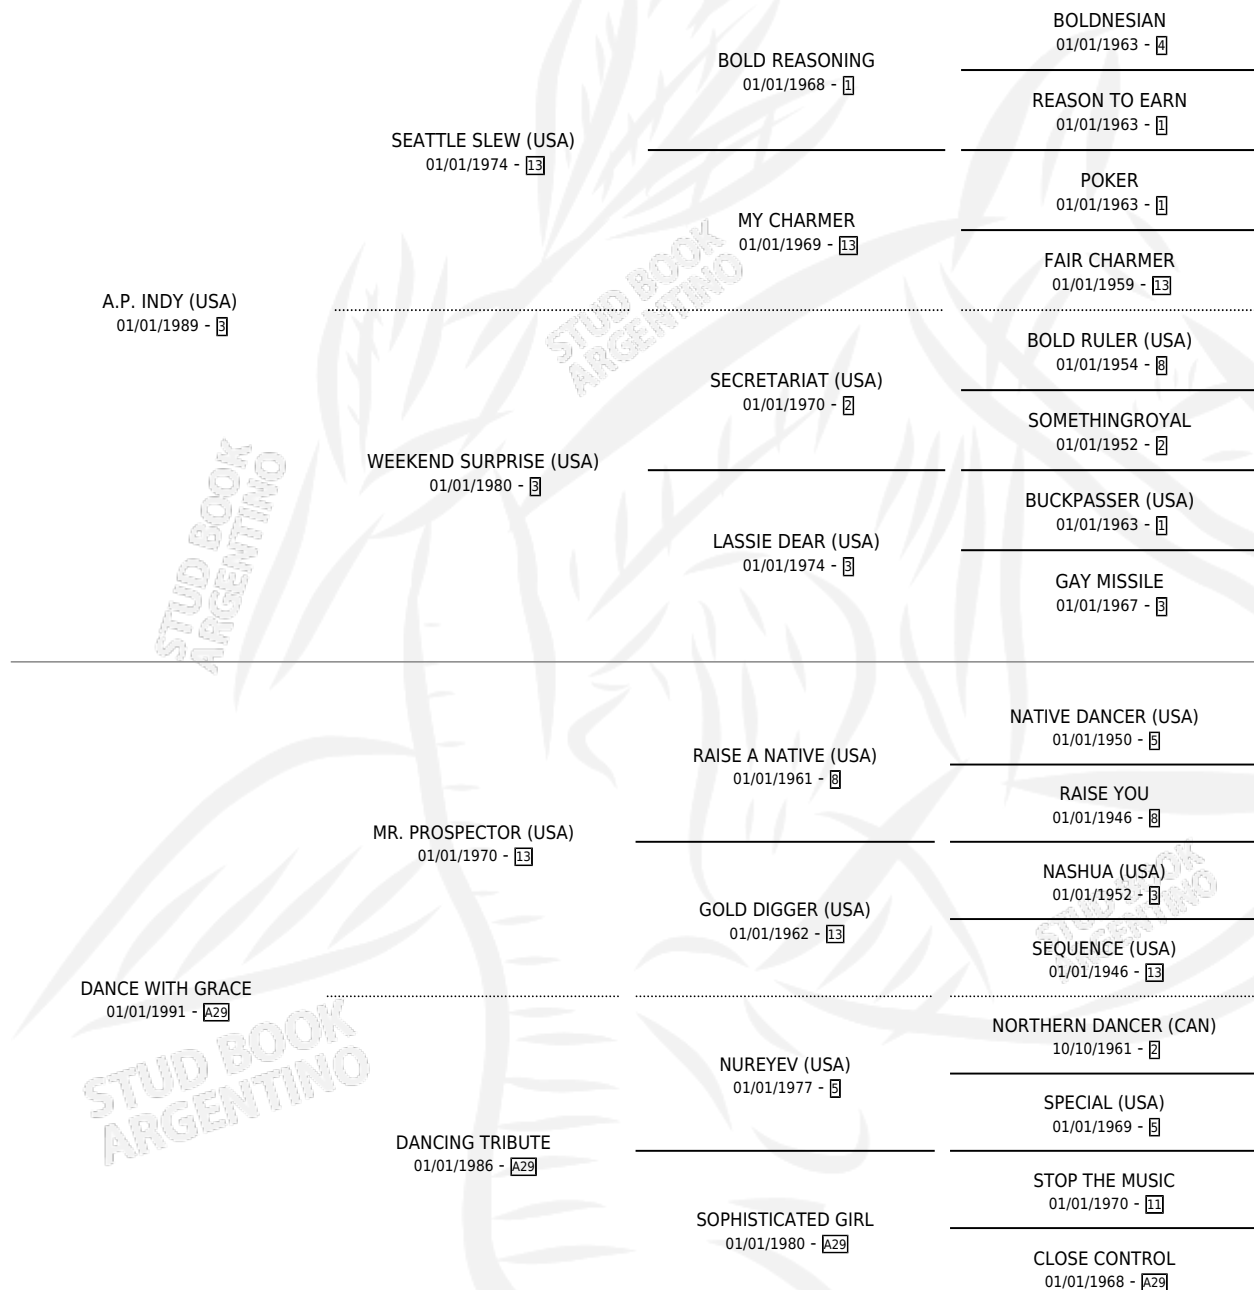 BOLDNESIAN
01/01/1963 - 4
BOLD REASONING
01/01/1968 - 1
REASON TO EARN
01/01/1963 - 1
SEATTLE SLEW (USA)
01/01/1974 - 13
POKER
01/01/1963 - 1
MY CHARMER
01/01/1969 - 13
FAIR CHARMER
01/01/1959 - 13
STUD BOOK
ARGENTINO
A.P. INDY (USA)
01/01/1989 - 3
BOLD RULER (USA)
01/01/1954 - 8
SECRETARIAT (USA)
01/01/1970 - 2
SOMETHINGROYAL
01/01/1952 - 2
WEEKEND SURPRISE (USA)
01/01/1980 - 3
BUCKPASSER (USA)
01/01/1963 - 1
LASSIE DEAR (USA)
01/01/1974 - 3
GAY MISSILE
01/01/1967 - 3
STUD BOOK
ARGENTINO
NATIVE DANCER (USA)
01/01/1950 - 5
RAISE A NATIVE (USA)
01/01/1961 - 8
RAISE YOU
01/01/1946 - 8
MR. PROSPECTOR (USA)
01/01/1970 - 13
NASHUA (USA)
01/01/1952 - 3
STUD BOOK
ARGENTINO
GOLD DIGGER (USA)
01/01/1962 - 13
SEQUENCE (USA)
01/01/1946 - 13
DANCE WITH GRACE
01/01/1991 - A29
STUD BOOK
ARGENTINO
NORTHERN DANCER (CAN)
10/10/1961 - 2
NUREYEV (USA)
01/01/1977 - 5
SPECIAL (USA)
01/01/1969 - 5
DANCING TRIBUTE
01/01/1986 - A29
STOP THE MUSIC
01/01/1970 - 11
SOPHISTICATED GIRL
01/01/1980 - A29
CLOSE CONTROL
01/01/1968 - A29